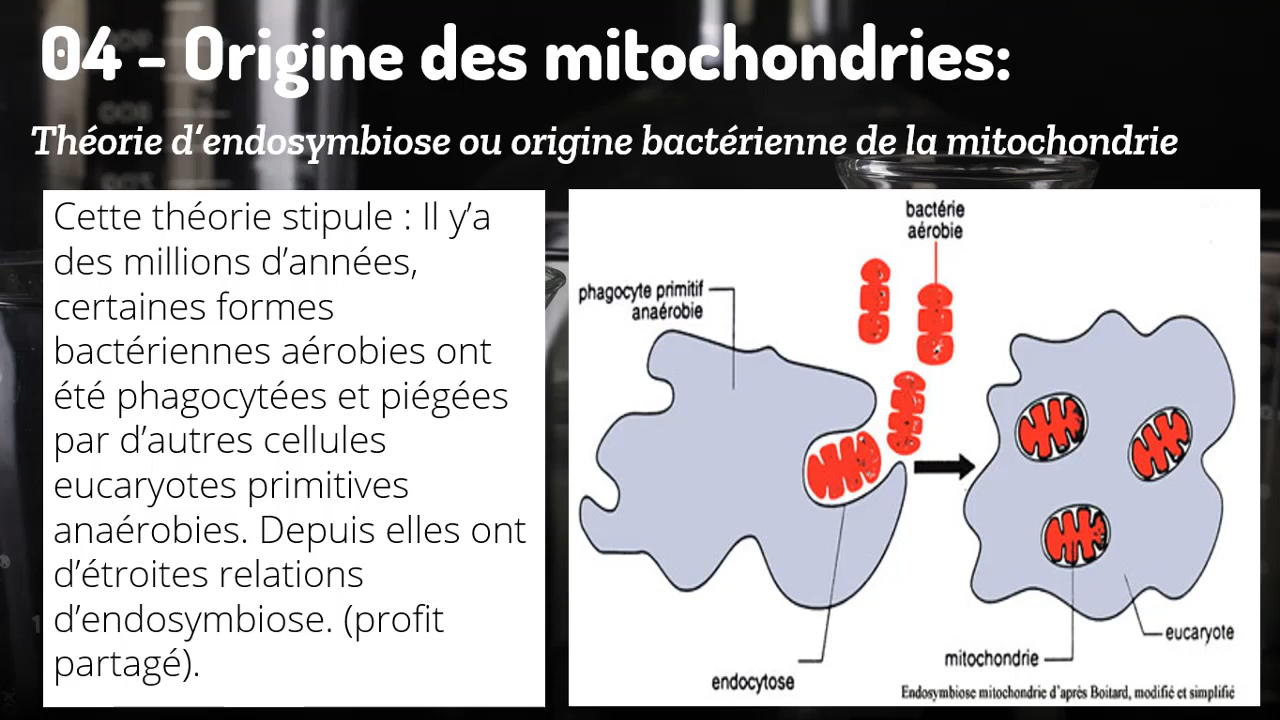 04 - Origine des mitochondries:
Théorie d'endosymbiose ou origine bactérienne de la mitochondrie
Cette théorie stipule : Il y'a
des millions d'années,
certaines formes
bactériennes aérobies ont
été phagocytées et piégées
par d'autres cellules
eucaryotes primitives
anaérobies. Depuis elles ont
d'étroites relations
d'endosymbiose. (profit
partagé).
bactérie
aérobie
phagocyte primitif
anaérobie
eucaryote
mitochondrie
endocytose
Endosymbiose mitochondrie d'après Boitard, modifié et simplifié